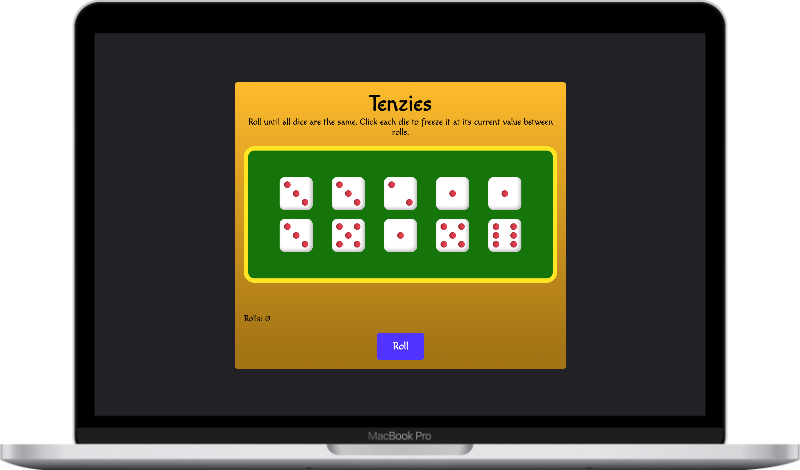 Tenzies
Roll until all dice are the same. Click each die to freeze it at its current value between
rolls.
Rolls: 0
Roll
MacBook Pro